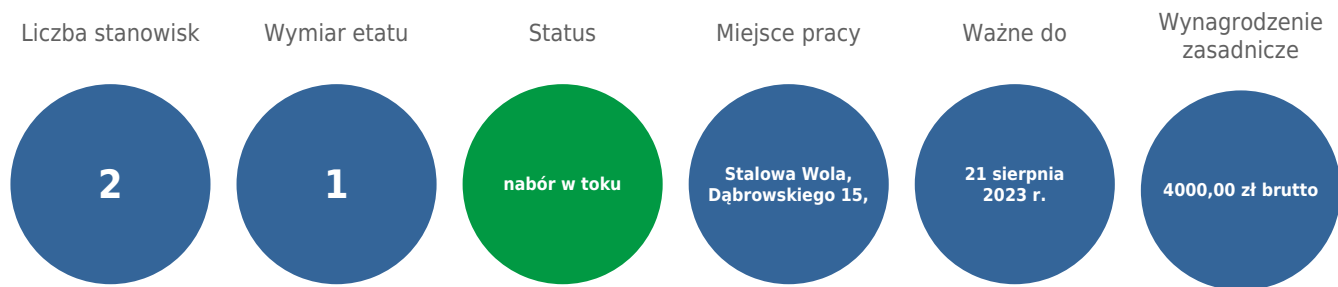 Liczba stanowisk
2
Wymiar etatu
1
Status
nabór w toku
Miejsce pracy
Stalowa Wola,
Dąbrowskiego 15,
Ważne do
21 sierpnia
2023 r.
Wynagrodzenie
zasadnicze
4000,00 zł brutto